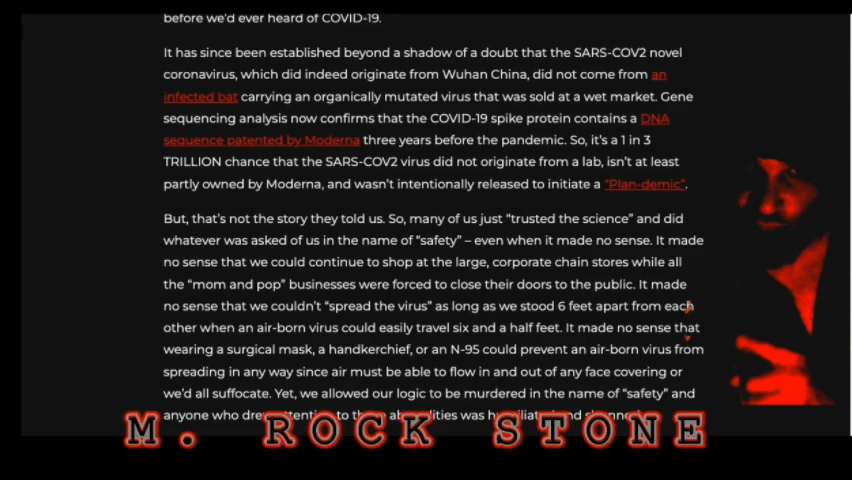 before we'd ever heard of COVID-19.
It has since been established beyond a shadow of a doubt that the SARS-COV2 novel
coronavirus, which did indeed originate from Wuhan China, did not come from an
infected bat carrying an organically mutated virus that was sold at a wet market. Gene
sequencing analysis now confirms that the COVID-19 spike protein contains a DNA
sequence patented by Moderna three years before the pandemic. So, it's a 1 in 3
TRILLION chance that the SARS-COV2 virus did not originate from a lab, isn't at least
partly owned by Moderna, and wasn't intentionally released to initiate a "Plan-demic".
But, that's not the story they told us. So, many of us just "trusted the science" and did
whatever was asked of us in the name of "safety" – even when it made no sense. It made
no sense that we could continue to shop at the large, corporate chain stores while all
the "mom and pop" businesses were forced to close their doors to the public. It made
no sense that we couldn't "spread the virus" as long as we stood 6 feet apart from each
other when an air-born virus could easily travel six and a half feet. It made no sense that
wearing a surgical mask, a handkerchief, or an N-95 could prevent an air-born virus from
spreading in any way since air must be able to flow in and out of any face covering or
we'd all suffocate. Yet, we allowed our logic to be murdered in the name of "safety" and
anyone who drew attention to was
M. ROCK STONE